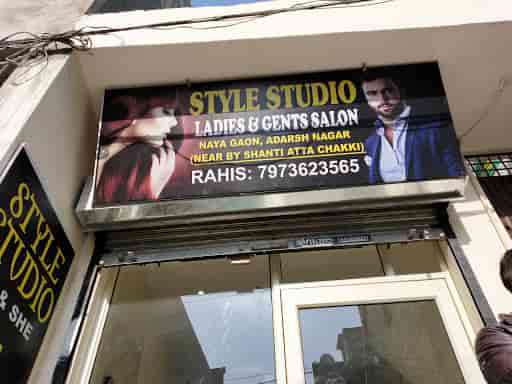 STYLE STUDIO
LADIES & GENTS SALON
NAYA GAON, ADARSH NAGAR
(NEAR BY SHANTI ATTA CHAKKI)
RAHIS: 7973623565
STYLE
STUDIO
& SHE